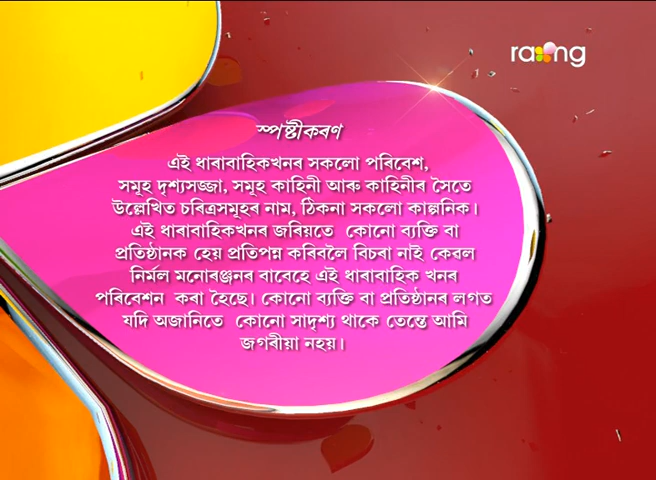 raang
স্পষ্টীকৰণ
এই ধাৰাবাহিকখনৰ সকলো পৰিবেশ,
সমূহ দৃশ্যসজ্জা, সমূহ কাহিনী আৰু কাহিনীৰ সৈতে
উল্লেখিত চৰিত্ৰসমূহৰ নাম, ঠিকনা সকলো কাল্পনিক।
এই ধাৰাবাহিকখনৰ জৰিয়তে কোনো ব্যক্তি বা
প্ৰতিষ্ঠানক হেয় প্ৰতিপন্ন কৰিবলৈ বিচৰা নাই কেৱল
নিৰ্মল মনোৰঞ্জনৰ বাবেহে এই ধাৰাবাহিক খনৰ
পৰিবেশন কৰা হৈছে। কোনো ব্যক্তি বা প্ৰতিষ্ঠানৰ লগত
যদি অজানিতে কোনো সাদৃশ্য থাকে তেন্তে আমি
জগৰীয়া নহয়।